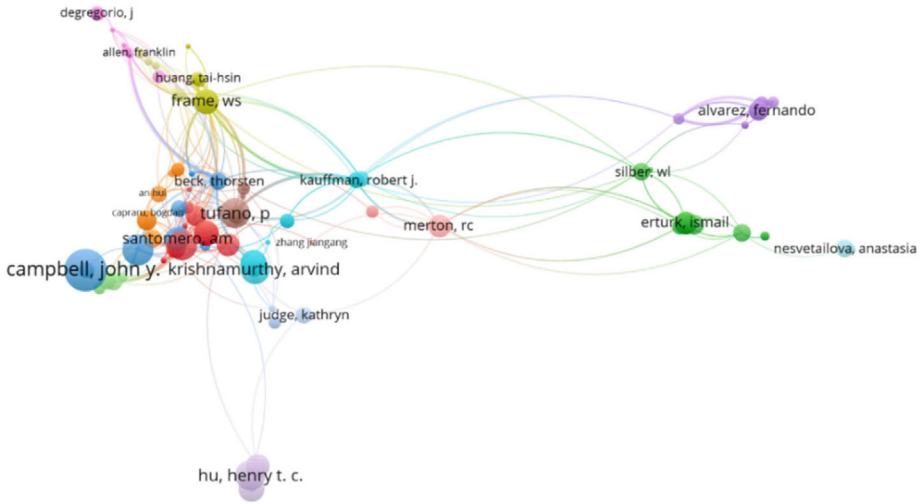 degregorio, j
allen, franklin
huang, tai-hsin
frame, ws
alvarez, fernando
silber, wl
beck, thorsten
kauffman, robert j.
an hui
capraru, bogdan
tufano, p
merton, rc
erturk, ismail
santomero, am
zhang jiangang
nesvetailova, anastasia
campbell, john y.
krishnamurthy, arvind
judge, kathryn
hu, henry t. c.